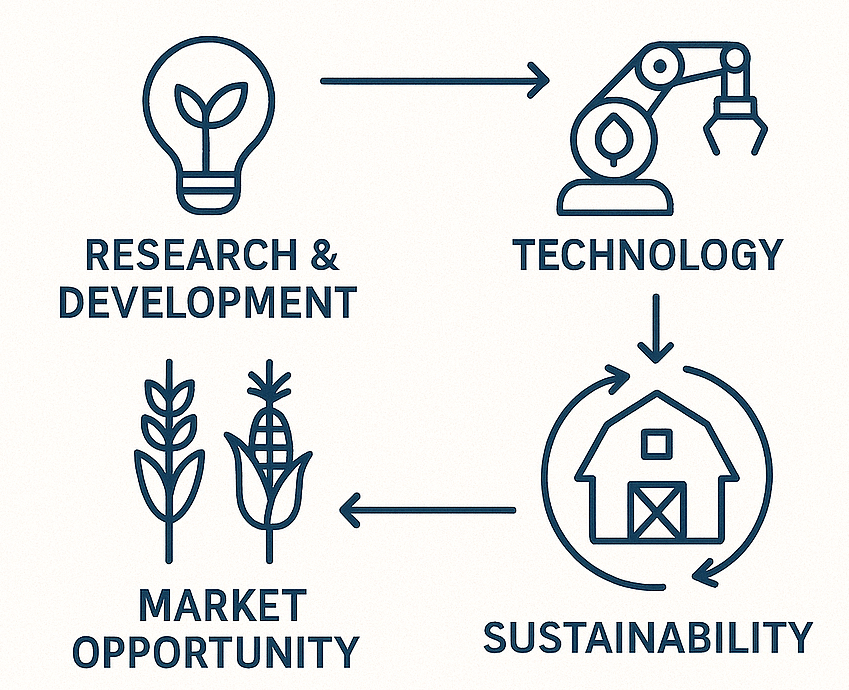 RESEARCH &
DEVELOPMENT
TECHNOLOGY
MARKET
OPPORTUNITY
SUSTAINABILITY